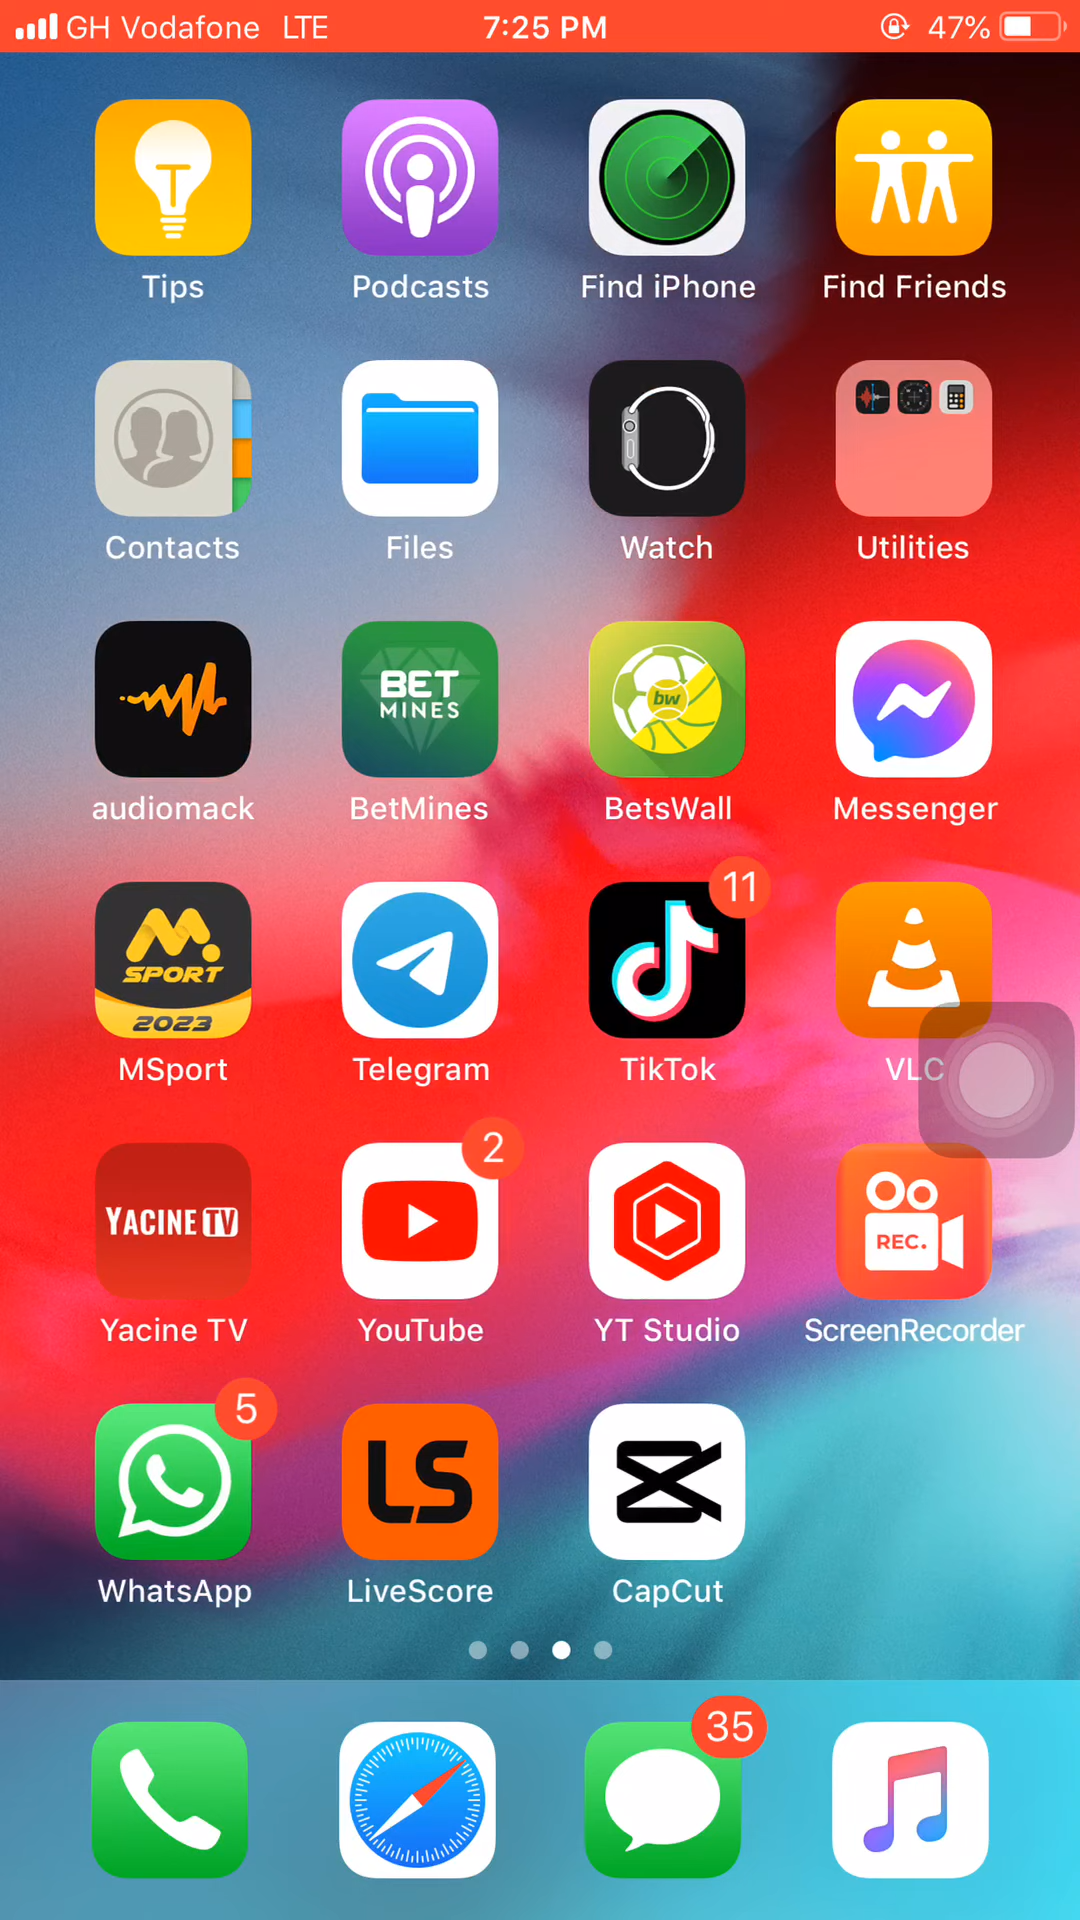 GH Vodafone LTE 7:25 PM 47%
Tips Podcasts Find iPhone Find Friends
Contacts Files Watch Utilities
BET
MINES
bw
audiomack BetMines BetsWall Messenger
11
M.
SPORT
2023
MSport Telegram TikTok VLC
2
YACINE TV
REC.
Yacine TV YouTube YT Studio ScreenRecorder
5
LS
WhatsApp LiveScore CapCut
35